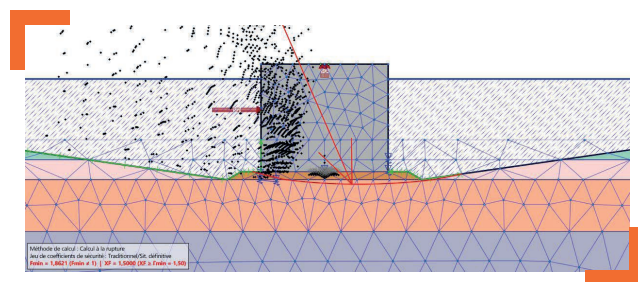 Méthode de calcul : Calcul à la rupture
Jeu de coefficients de sécurité : Traditionnel/Sit. définitive
Fmin = 1,8621 (Fmin ≠ 1) | XF = 1,5000 (XF ≥ Γmin = 1,50)